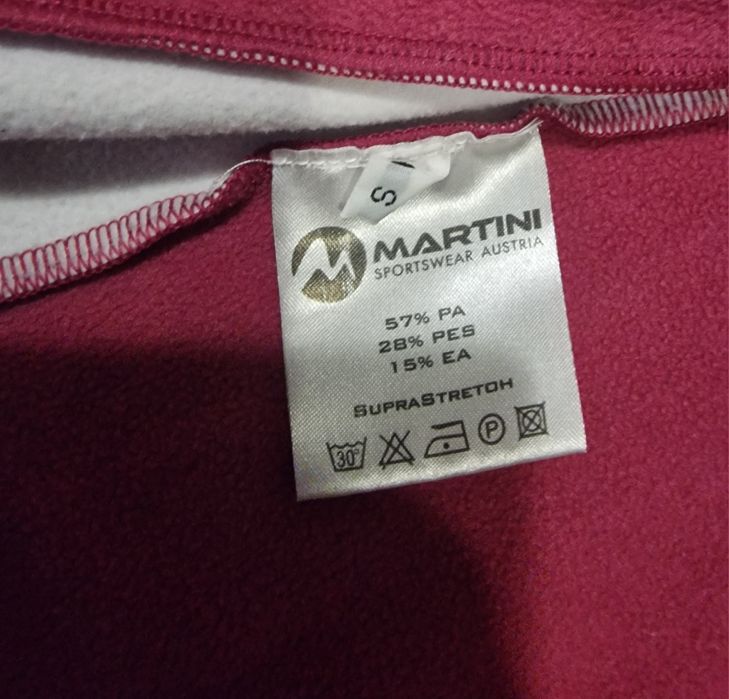 S
MARTINI
SPORTSWEAR AUSTRIA
57% PA
28% PES
15% EA
SUPRASTRETCH
30° P